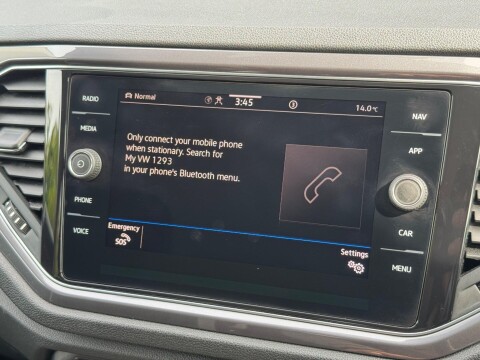 RADIO
MEDIA
PHONE
VOICE
Normal
3:45
14.0°C
Only connect your mobile phone
when stationary. Search for
My VW 1293
in your phone's Bluetooth menu.
Emergency
SOS
Settings
NAV
APP
CAR
MENU